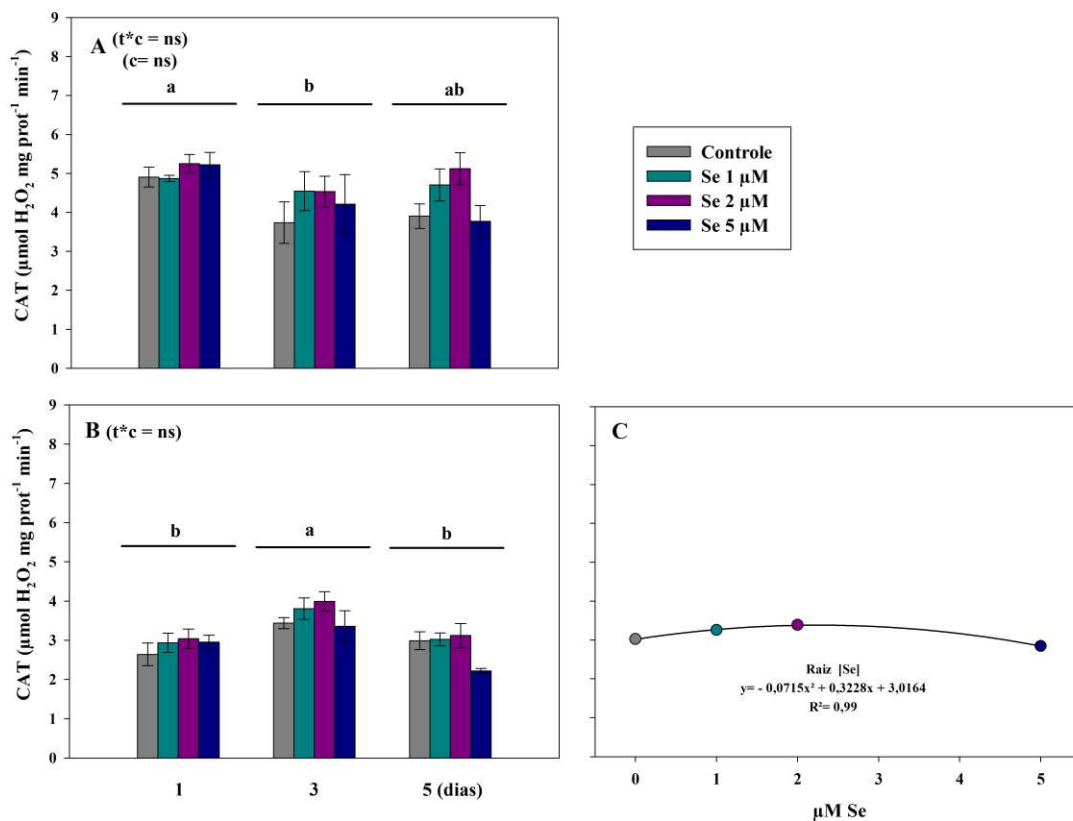 9
8
7
6
5
4
3
2
1
0
CAT (µmol H₂O₂ mg prot⁻¹ min⁻¹)
A (t*c = ns)
(c= ns)
a
b
ab
Controle
Se 1 µM
Se 2 µM
Se 5 µM
9
8
7
6
5
4
3
2
1
0
CAT (µmol H₂O₂ mg prot⁻¹ min⁻¹)
B (t*c = ns)
b
a
b
1
3
5 (dias)
C
Raiz [Se]
y= - 0,0715x² + 0,3228x + 3,0164
R²= 0,99
0
1
2
3
4
5
µM Se